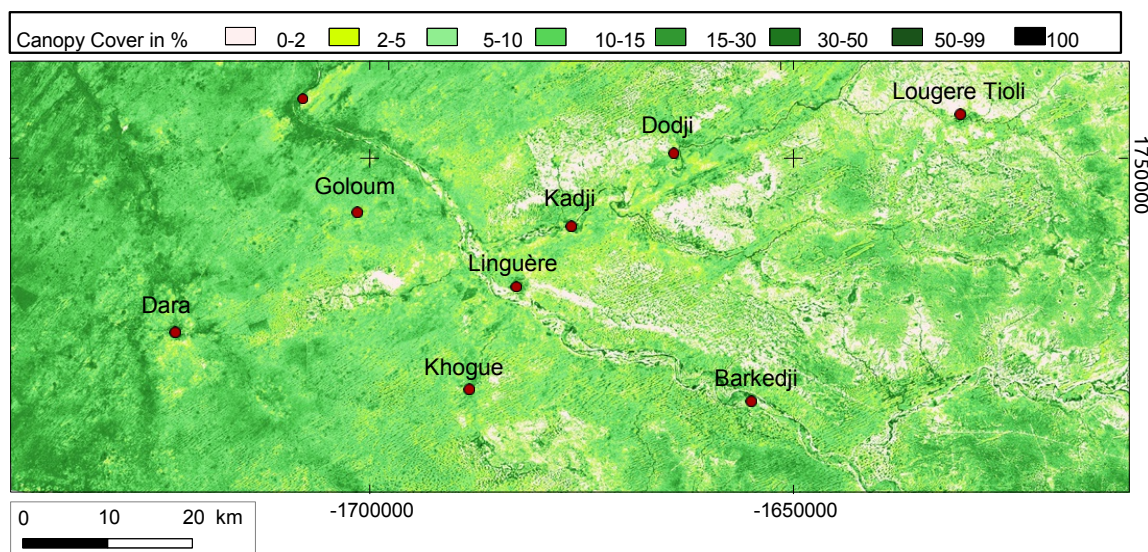 Canopy Cover in % 0-2 2-5 5-10 10-15 15-30 30-50 50-99 100
Lougere Tioli
Dodji
1750000
Goloum
Kadji
Linguère
Dara
Khogue
Barkedji
0 10 20 km
-1700000 -1650000